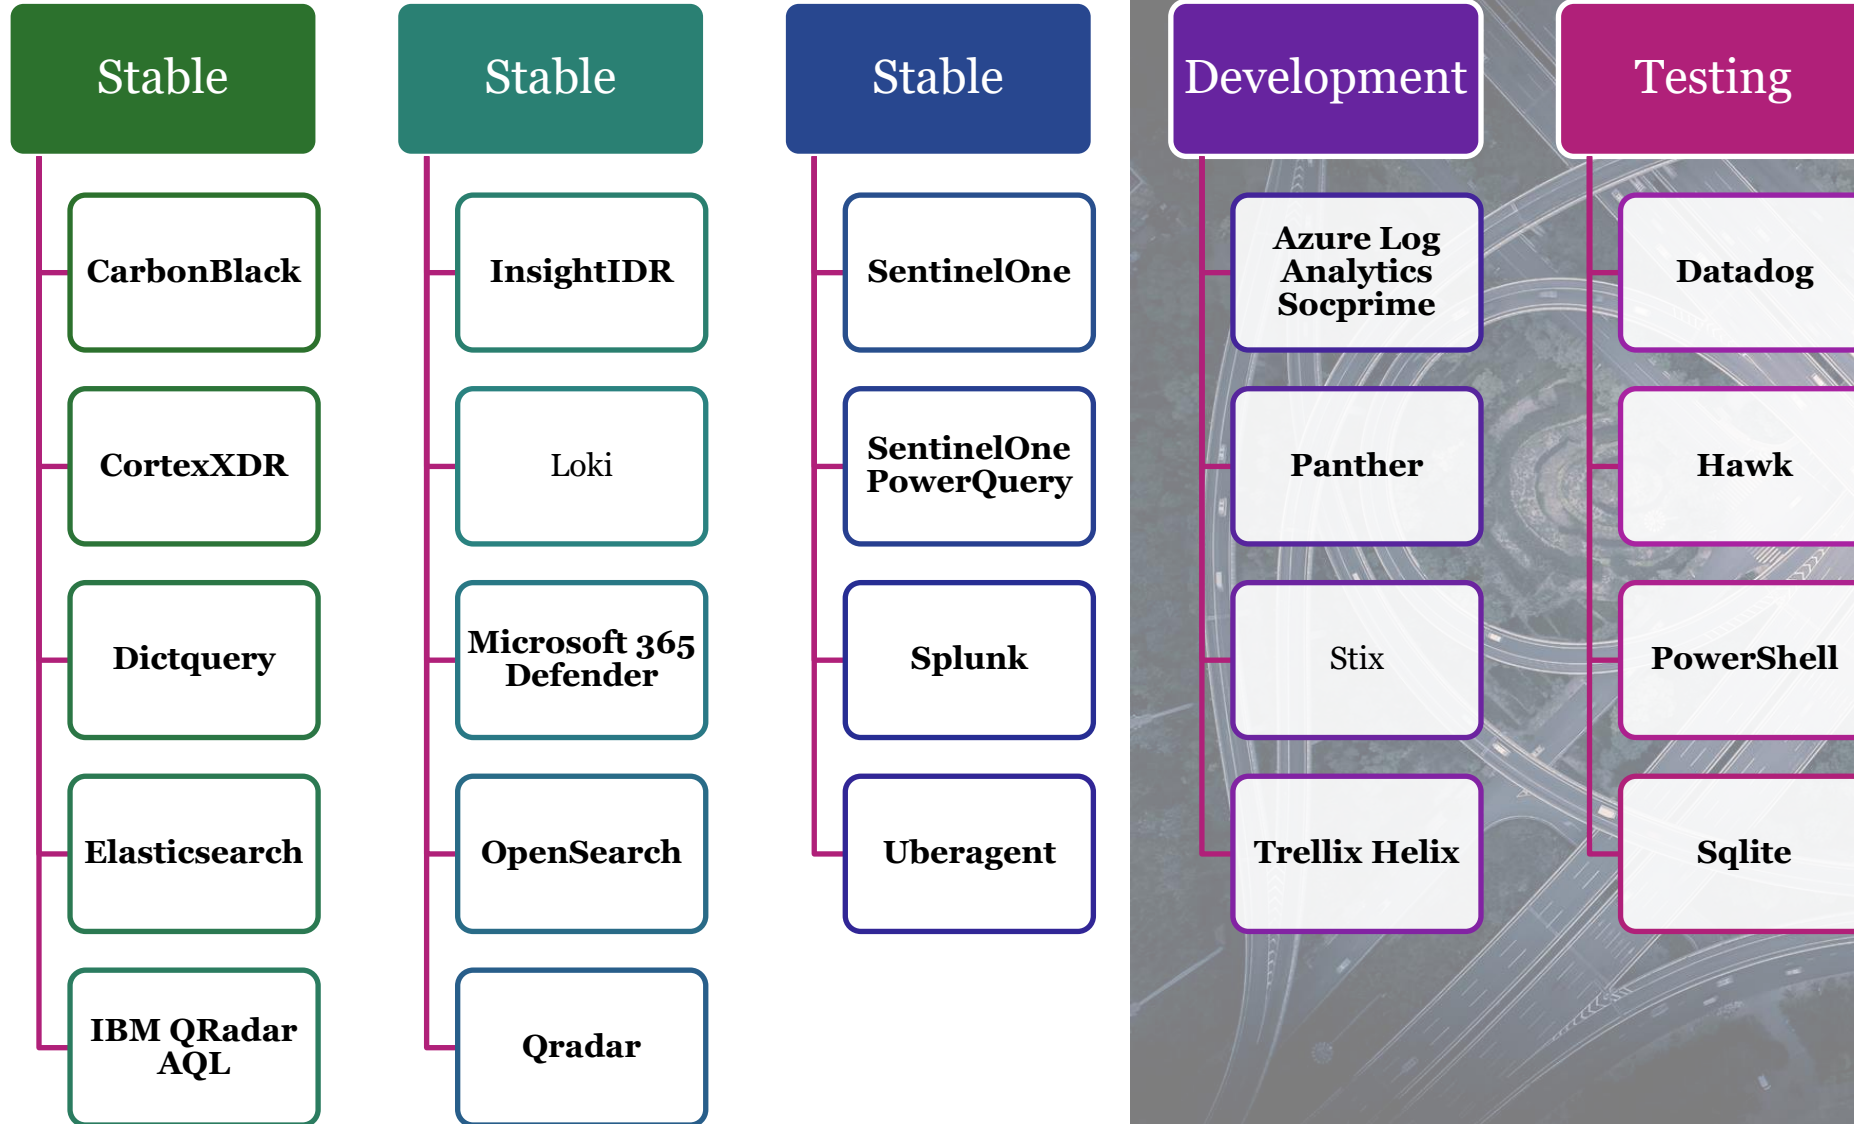 Stable
CarbonBlack
CortexXDR
Dictquery
Elasticsearch
IBM QRadar
AQL
Stable
InsightIDR
Loki
Microsoft 365
Defender
OpenSearch
Qradar
Stable
SentinelOne
SentinelOne
PowerQuery
Splunk
Uberagent
Development
Azure Log
Analytics
Socprime
Panther
Stix
Trellix Helix
Testing
Datadog
Hawk
PowerShell
Sqlite